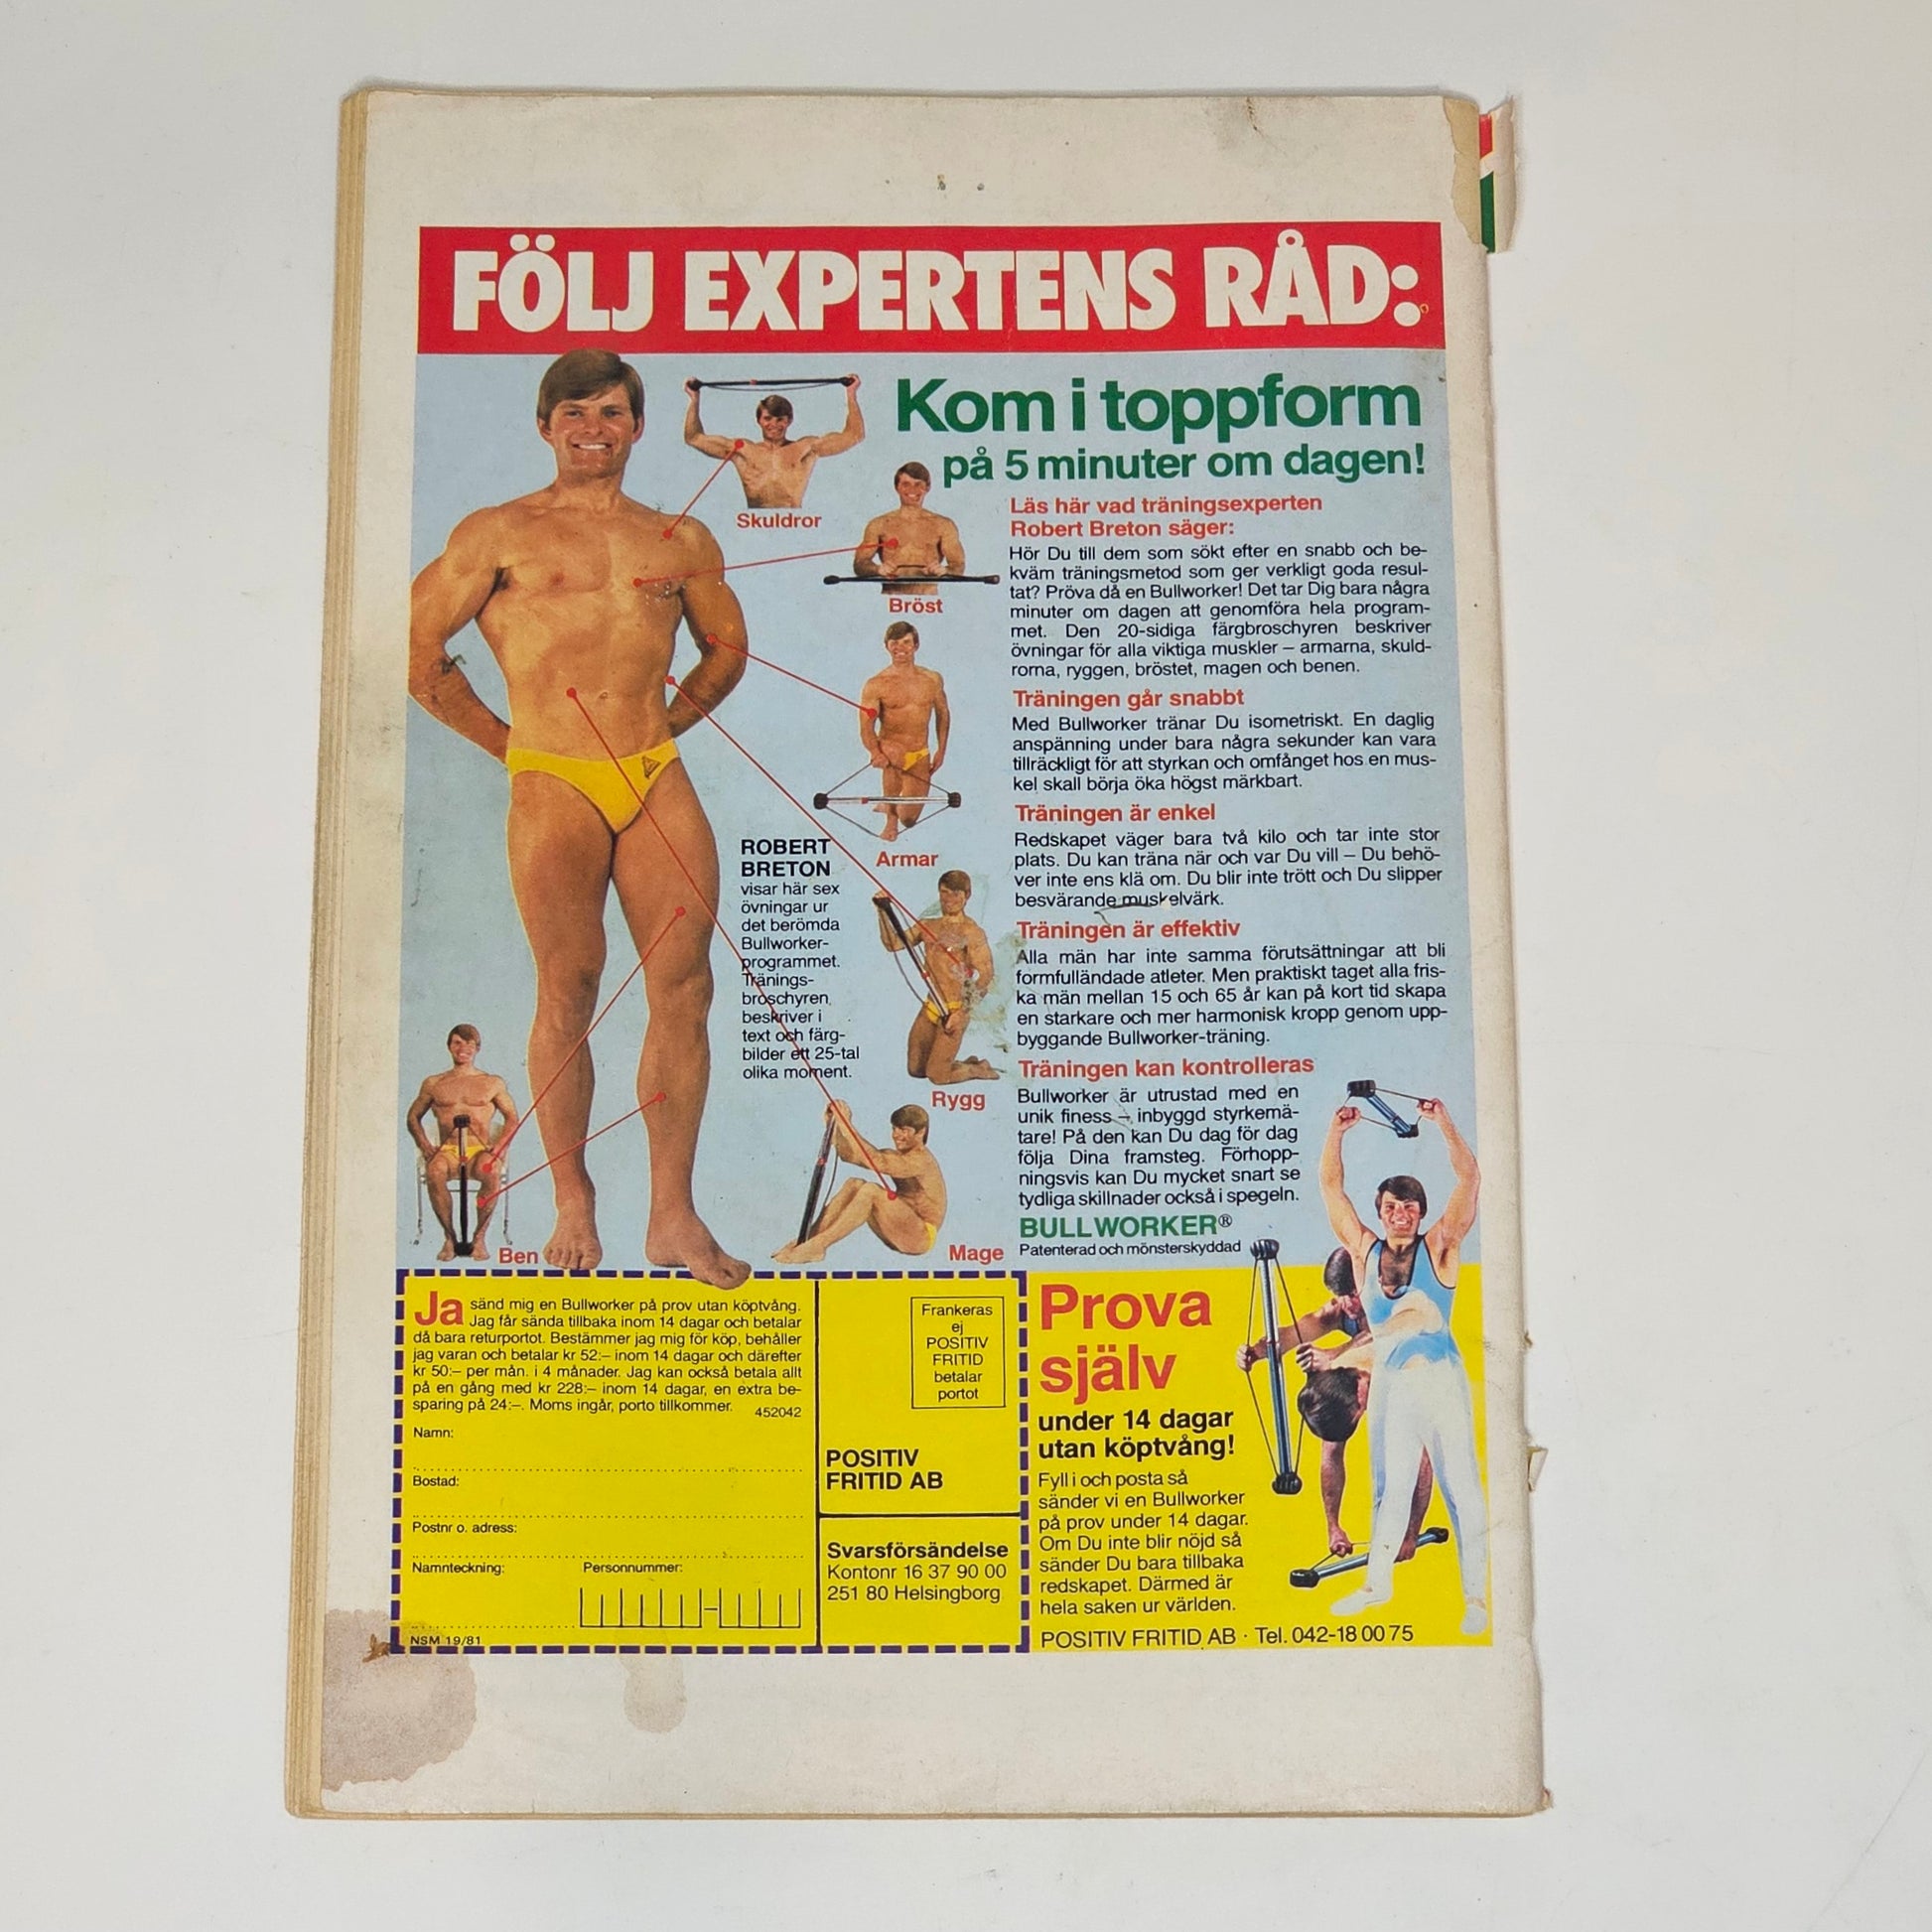 FÖLJ EXPERTENS RÅD:
Kom i toppform
på 5 minuter om dagen!
Skuldror
Bröst
Armar
Rygg
Mage
Ben
ROBERT
BRETON
visar här sex
övningar ur
det berömda
Bullworker-
programmet.
Tränings-
broschyren
beskriver i
text och färg-
bilder ett 25-tal
olika moment.
Läs här vad träningsexperten
Robert Breton säger:
Hör Du till dem som sökt efter en snabb och be-
kväm träningsmetod som ger verkligt goda resul-
tat? Pröva då en Bullworker! Det tar Dig bara några
minuter om dagen att genomföra hela program-
met. Den 20-sidiga färgbroschyren beskriver
övningar för alla viktiga muskler – armarna, skuld-
rorna, ryggen, bröstet, magen och benen.
Träningen går snabbt
Med Bullworker tränar Du isometriskt. En daglig
anspänning under bara några sekunder kan vara
tillräckligt för att styrkan och omfånget hos en mus-
kel skall börja öka högst märkbart.
Träningen är enkel
Redskapet väger bara två kilo och tar inte stor
plats. Du kan träna när och var Du vill – Du behö-
ver inte ens klä om. Du blir inte trött och Du slipper
besvärande muskelvärk.
Träningen är effektiv
Alla män har inte samma förutsättningar att bli
formfulländade atleter. Men praktiskt taget alla fris-
ka män mellan 15 och 65 år kan på kort tid skapa
en starkare och mer harmonisk kropp genom upp-
byggande Bullworker-träning.
Träningen kan kontrolleras
Bullworker är utrustad med en
unik finess – inbyggd styrkemä-
tare! På den kan Du dag för dag
följa Dina framsteg. Förhopp-
ningsvis kan Du mycket snart se
tydliga skillnader också i spegeln.
BULLWORKER®
Patenterad och mönsterskyddad
Ja sänd mig en Bullworker på prov utan köptvång.
Jag får sända tillbaka inom 14 dagar och betalar
då bara returportot. Bestämmer jag mig för köp, behåller
jag varan och betalar kr 52:– inom 14 dagar och därefter
kr 50:– per mån. i 4 månader. Jag kan också betala allt
på en gång med kr 228:– inom 14 dagar, en extra be-
sparing på 24:–. Moms ingår, porto tillkommer. 452042
Namn:
Bostad:
Postnr o. adress:
Namnteckning: Personnummer:
NSM 19/81
Frankeras
ej
POSITIV
FRITID
betalar
portot
POSITIV
FRITID AB
Svarsförsändelse
Kontonr 16 37 90 00
251 80 Helsingborg
Prova
själv
under 14 dagar
utan köptvång!
Fyll i och posta så
sänder vi en Bullworker
på prov under 14 dagar.
Om Du inte blir nöjd så
sänder Du bara tillbaka
redskapet. Därmed är
hela saken ur världen.
POSITIV FRITID AB · Tel. 042-18 00 75